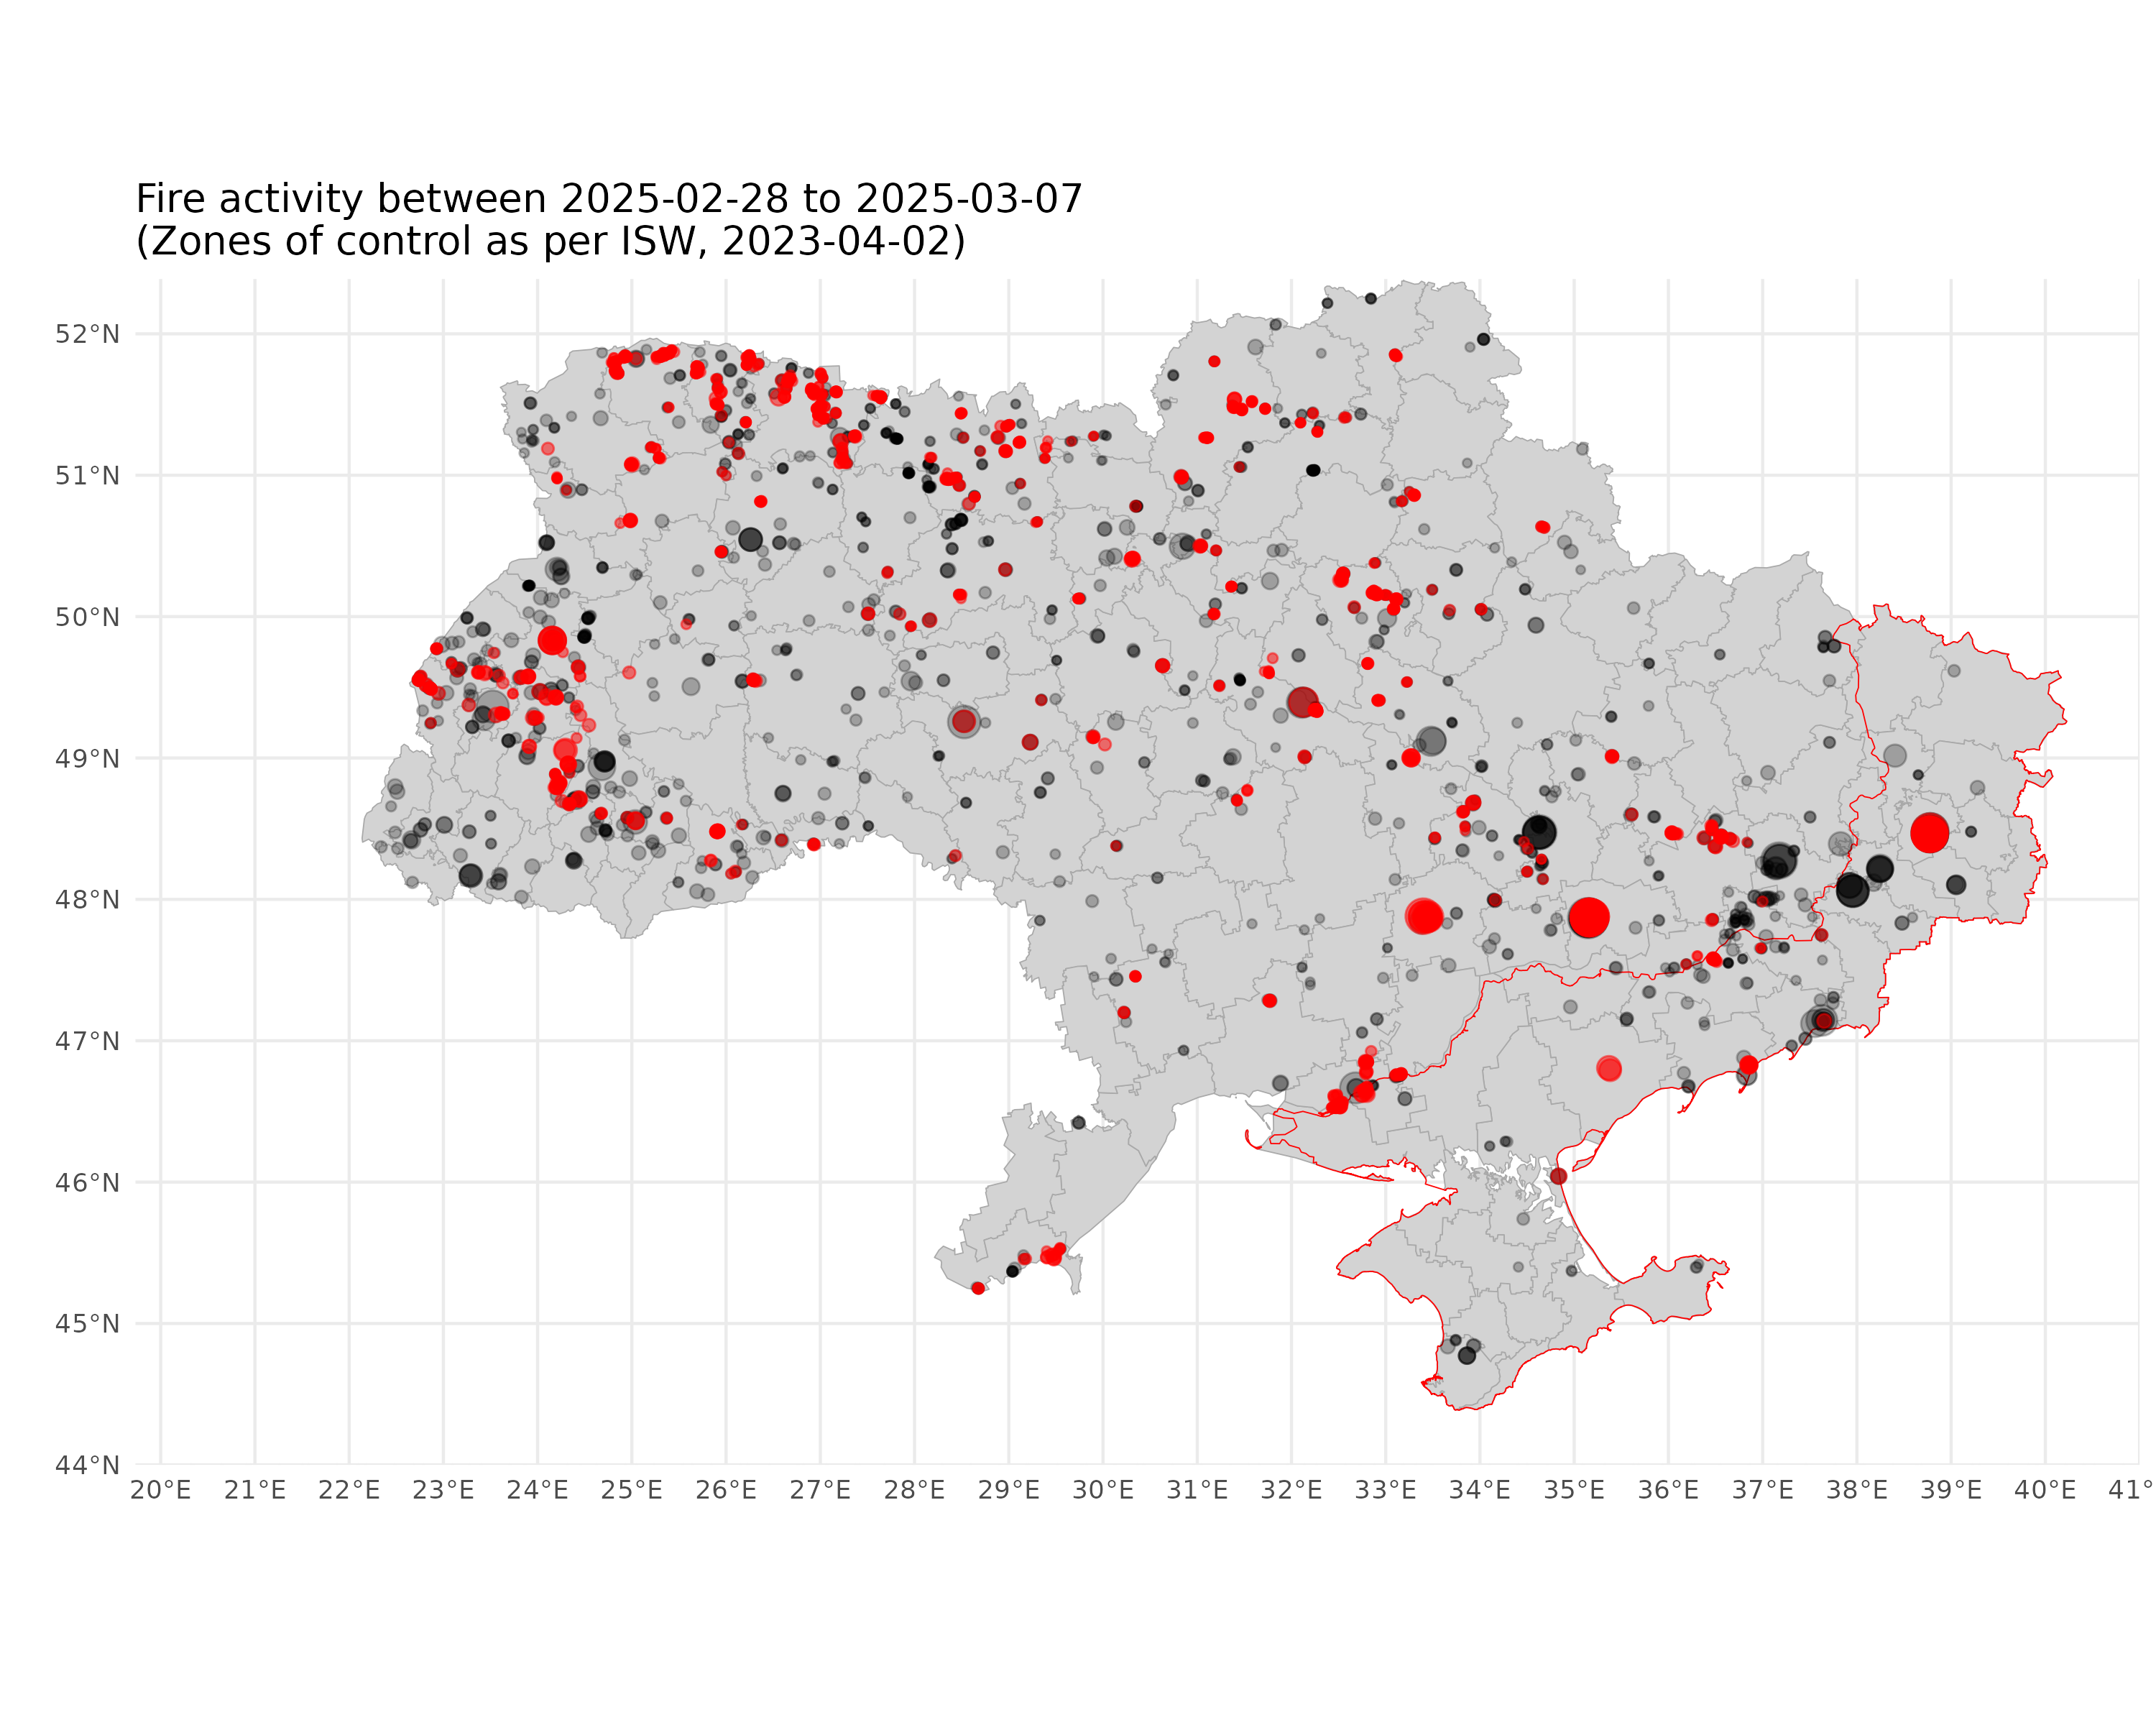 Fire activity between 2025-02-28 to 2025-03-07
(Zones of control as per ISW, 2023-04-02)
52°N
51°N
50°N
49°N
48°N
47°N
46°N
45°N
44°N
20°E 21°E 22°E 23°E 24°E 25°E 26°E 27°E 28°E 29°E 30°E 31°E 32°E 33°E 34°E 35°E 36°E 37°E 38°E 39°E 40°E 41°